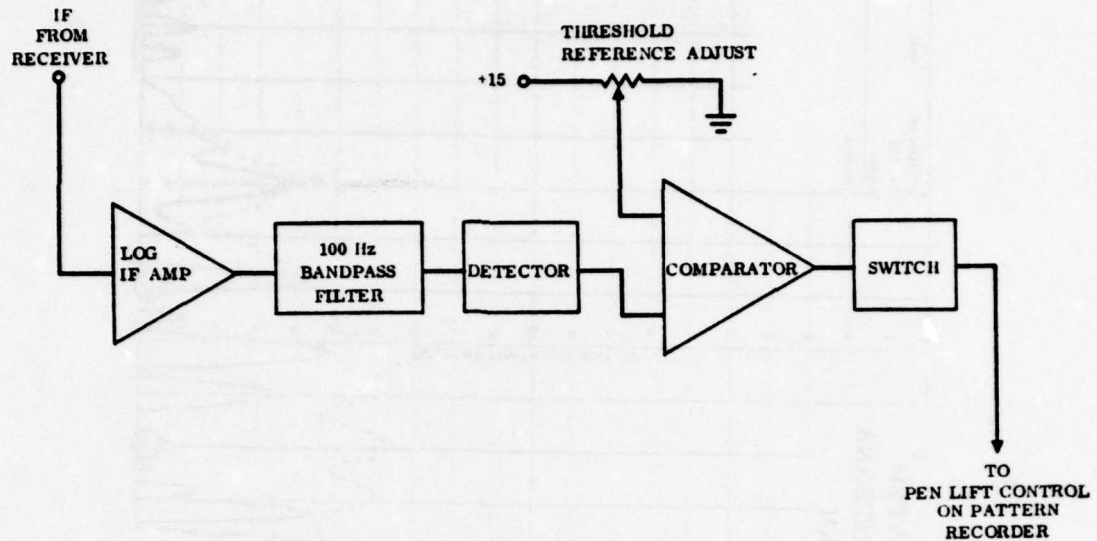 IF
FROM
RECEIVER
THRESHOLD
REFERENCE ADJUST
+15
LOG
IF AMP
100 Hz
BANDPASS
FILTER
DETECTOR
COMPARATOR
SWITCH
TO
PEN LIFT CONTROL
ON PATTERN
RECORDER